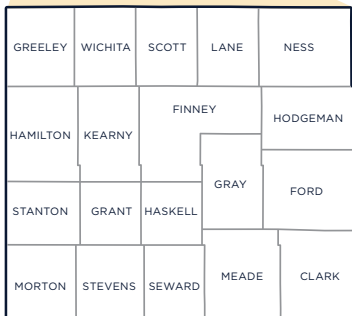 GREELEY WICHITA SCOTT LANE NESS
FINNEY
HODGEMAN
HAMILTON KEARNY
GRAY
FORD
STANTON GRANT HASKELL
MEADE CLARK
MORTON STEVENS SEWARD